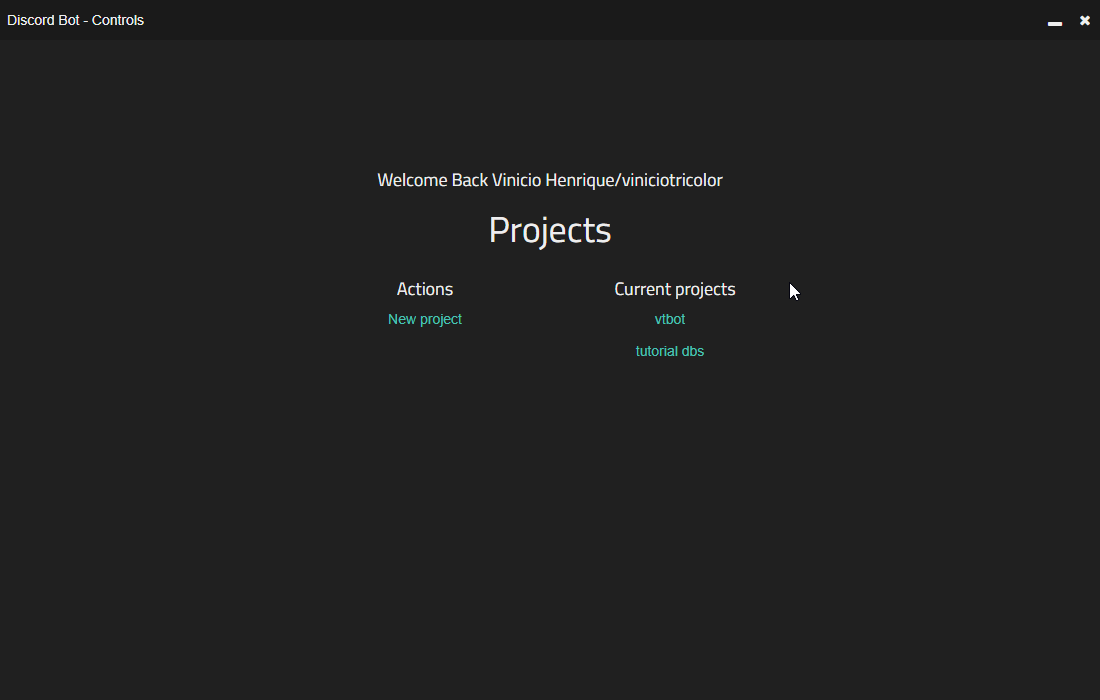 Discord Bot - Controls
Welcome Back Vinicio Henrique/viniciotricolor
Projects
Actions
New project
Current projects
vtbot
tutorial dbs